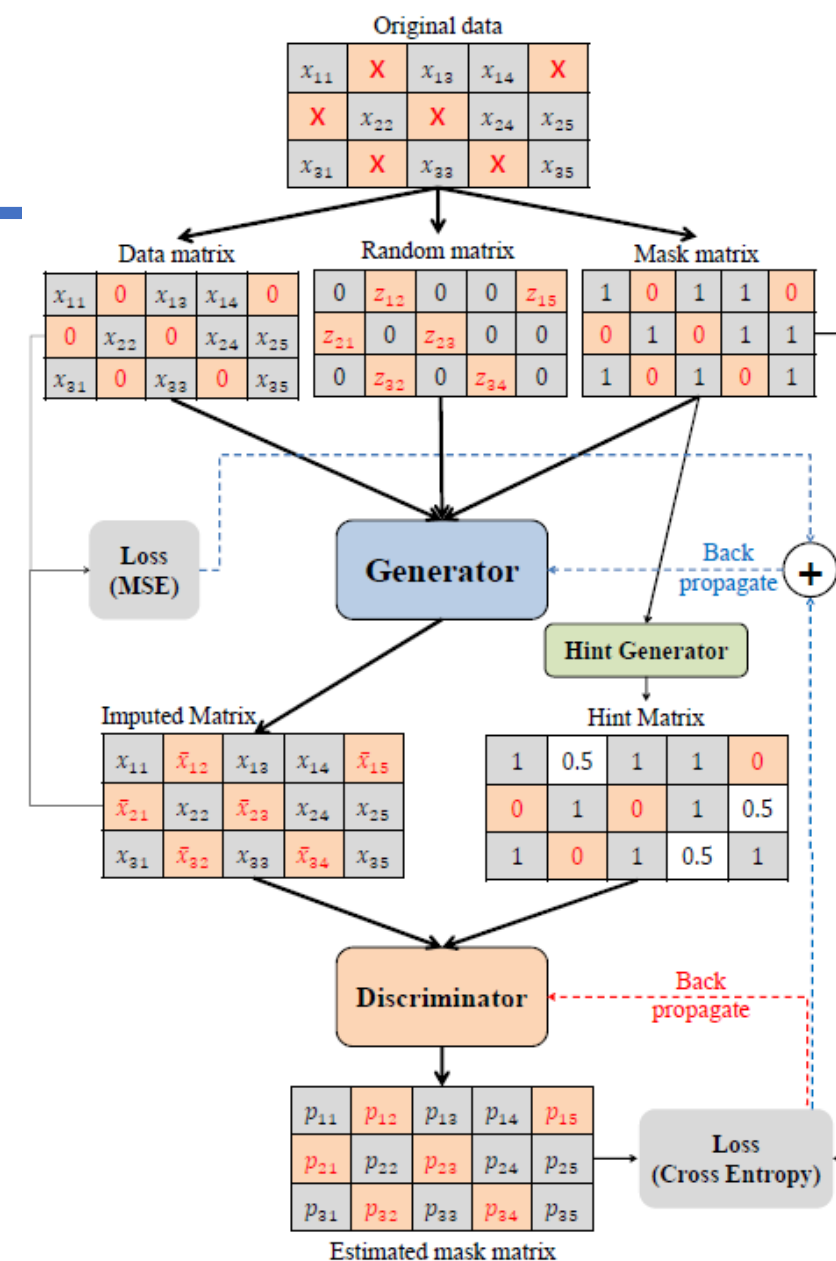 Original data
x₁₁ X x₁₃ x₁₄ X
X x₂₂ X x₂₄ x₂₅
x₃₁ X x₃₃ X x₃₅
Data matrix Random matrix Mask matrix
x₁₁ 0 x₁₃ x₁₄ 0 0 z₁₂ 0 0 z₁₅ 1 0 1 1 0
0 x₂₂ 0 x₂₄ x₂₅ z₂₁ 0 z₂₃ 0 0 0 1 0 1 1
x₃₁ 0 x₃₃ 0 x₃₅ 0 z₃₂ 0 z₃₄ 0 1 0 1 0 1
Loss
(MSE)
Generator
Back
propagate
+
Hint Generator
Imputed Matrix Hint Matrix
x₁₁ x̄₁₂ x₁₃ x₁₄ x̄₁₅ 1 0.5 1 1 0
x̄₂₁ x₂₂ x̄₂₃ x₂₄ x₂₅ 0 1 0 1 0.5
x₃₁ x̄₃₂ x₃₃ x̄₃₄ x₃₅ 1 0 1 0.5 1
Discriminator
Back
propagate
p₁₁ p₁₂ p₁₃ p₁₄ p₁₅
p₂₁ p₂₂ p₂₃ p₂₄ p₂₅
p₃₁ p₃₂ p₃₃ p₃₄ p₃₅
Loss
(Cross Entropy)
Estimated mask matrix